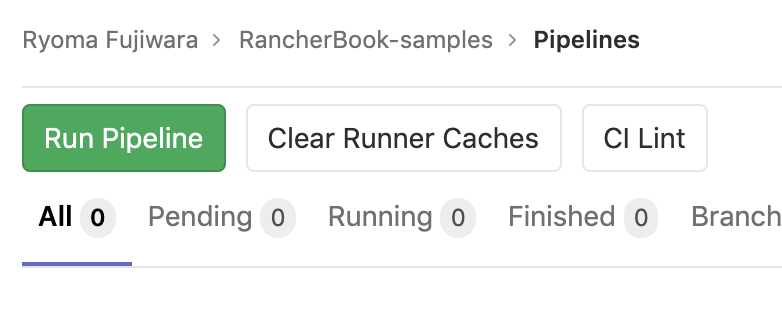 Ryoma Fujiwara > RancherBook-samples > Pipelines
Run Pipeline Clear Runner Caches CI Lint
All 0 Pending 0 Running 0 Finished 0 Branch